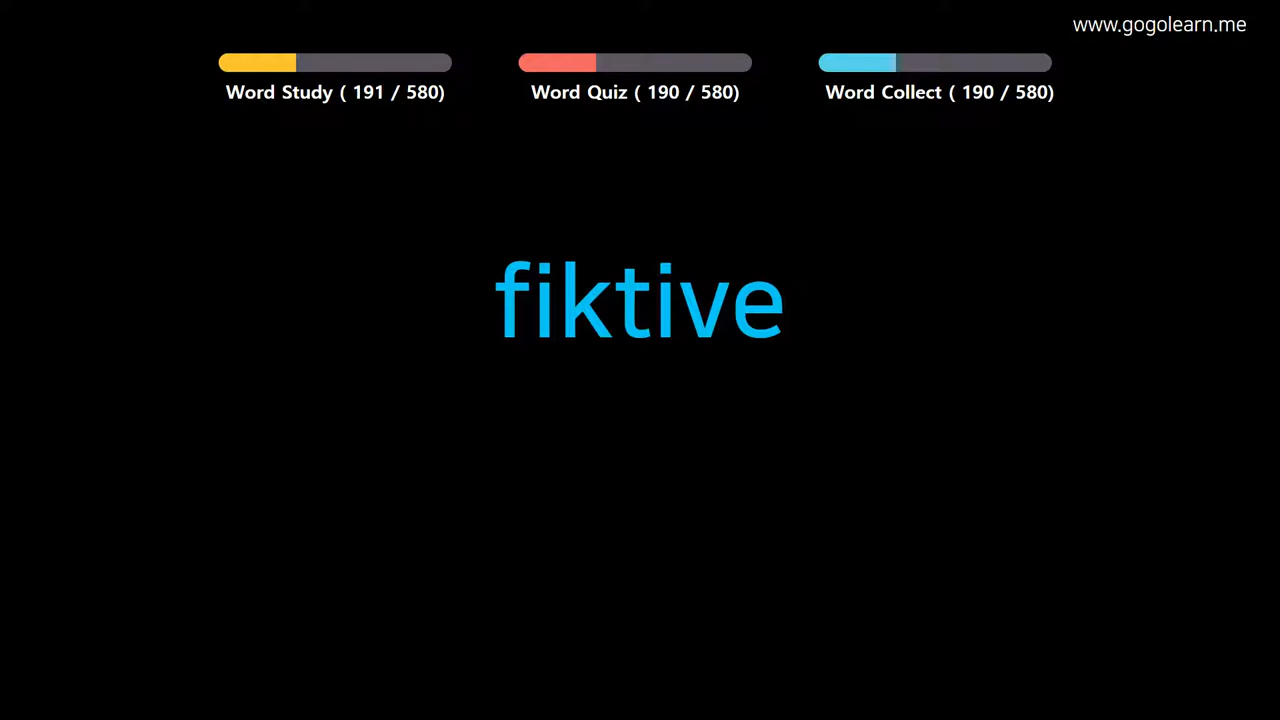 www.gogolearn.me
Word Study ( 191 / 580)
Word Quiz ( 190 / 580)
Word Collect ( 190 / 580)
fiktive